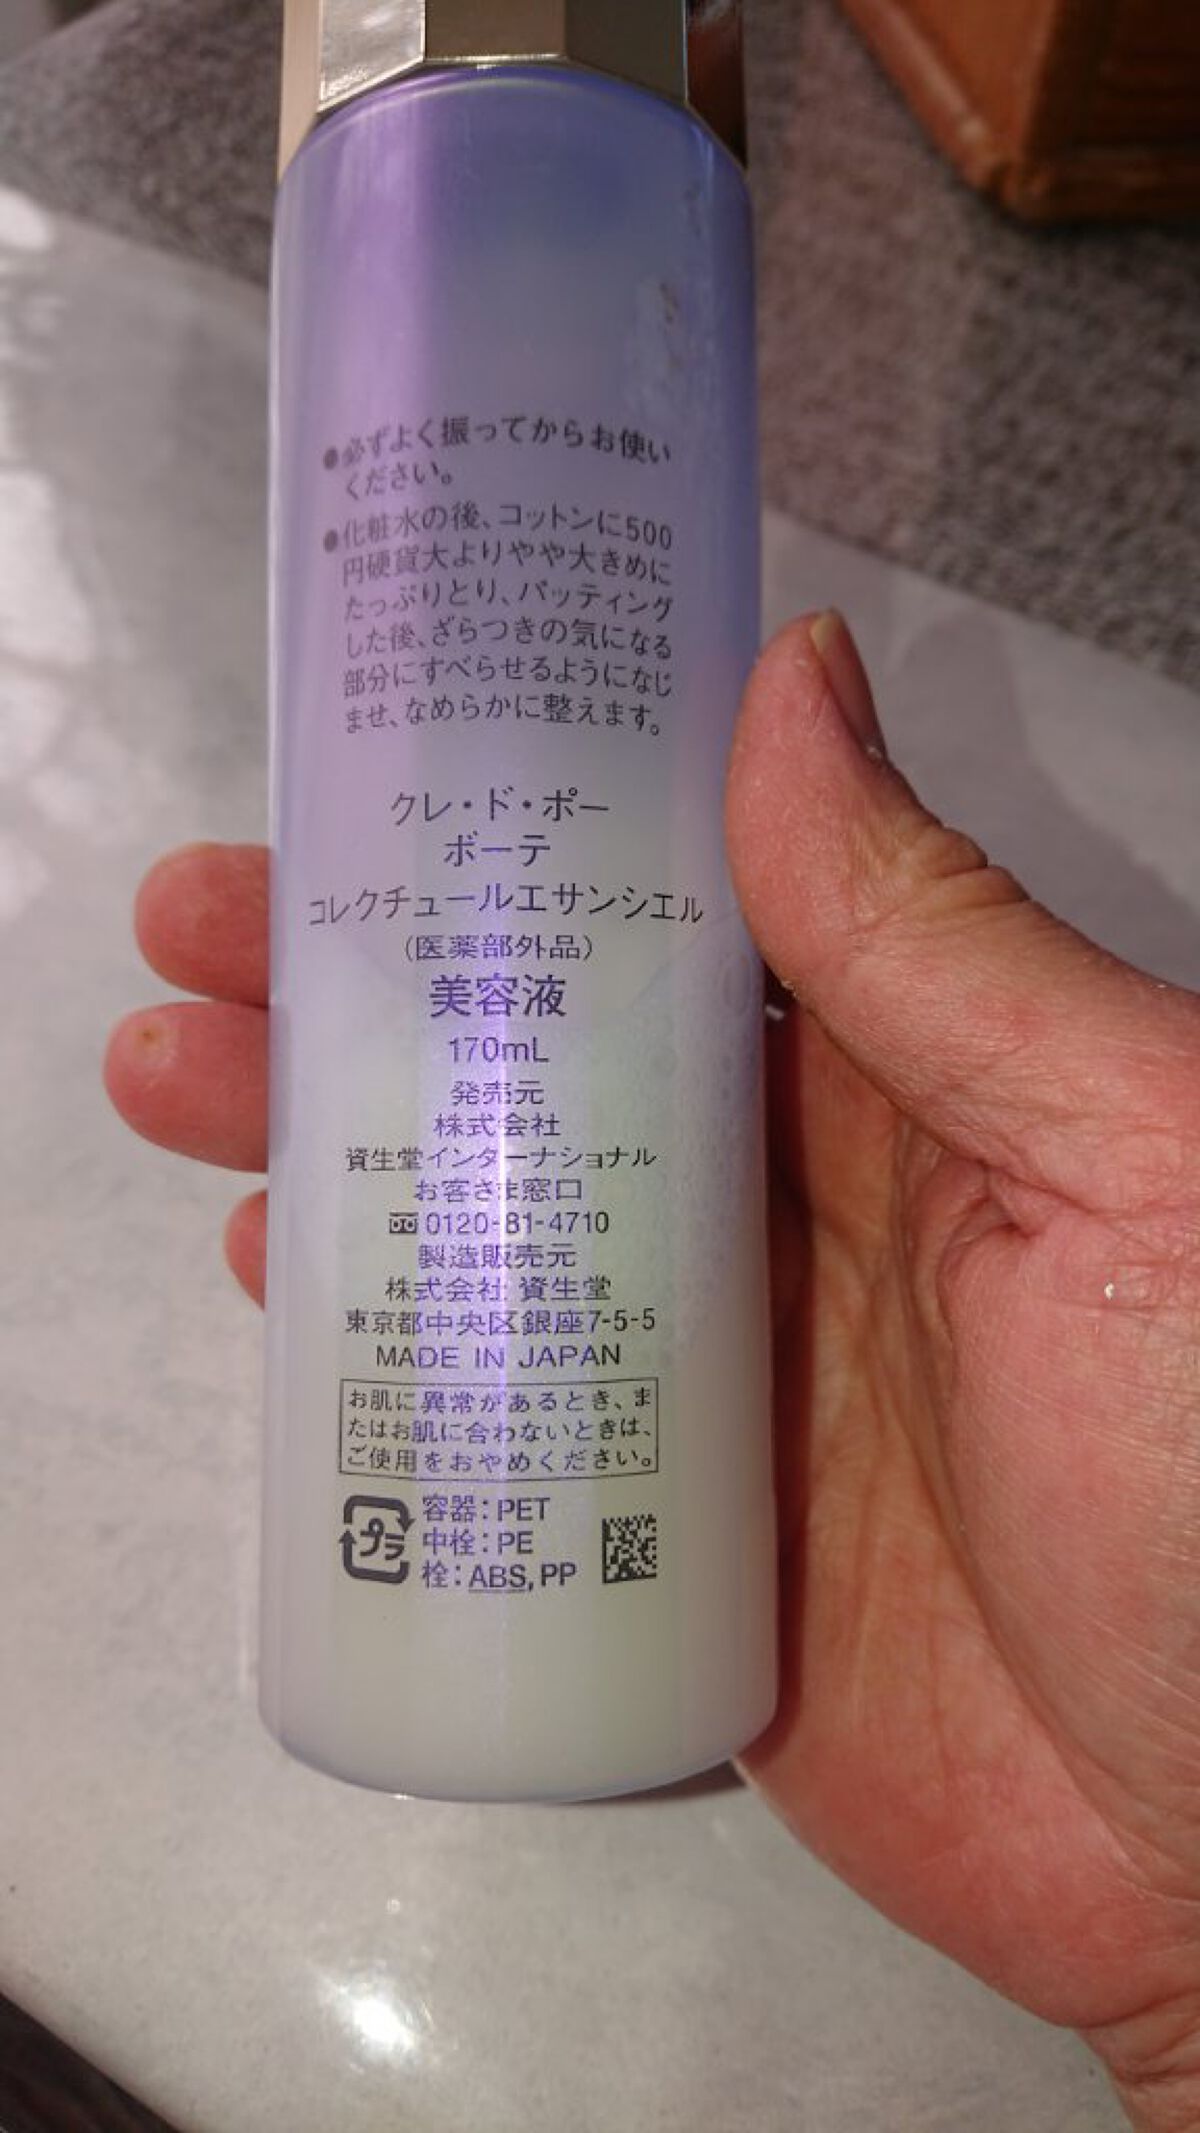 ●必ずよく振ってからお使い
ください。
●化粧水の後、コットンに500
円硬貨大よりやや大きめに
たっぷりとり、パッティング
した後、ざらつきの気になる
部分にすべらせるようになじ
ませ、なめらかに整えます。
クレ・ド・ポー
ボーテ
コレクチュールエサンシエル
(医薬部外品)
美容液
170mL
発売元
株式会社
資生堂インターナショナル
お客さま窓口
0120-81-4710
製造販売元
株式会社 資生堂
東京都中央区銀座7-5-5
MADE IN JAPAN
お肌に異常があるとき、ま
たはお肌に合わないときは、
ご使用をおやめください。
プラ
容器:PET
中栓:PE
栓:ABS,PP